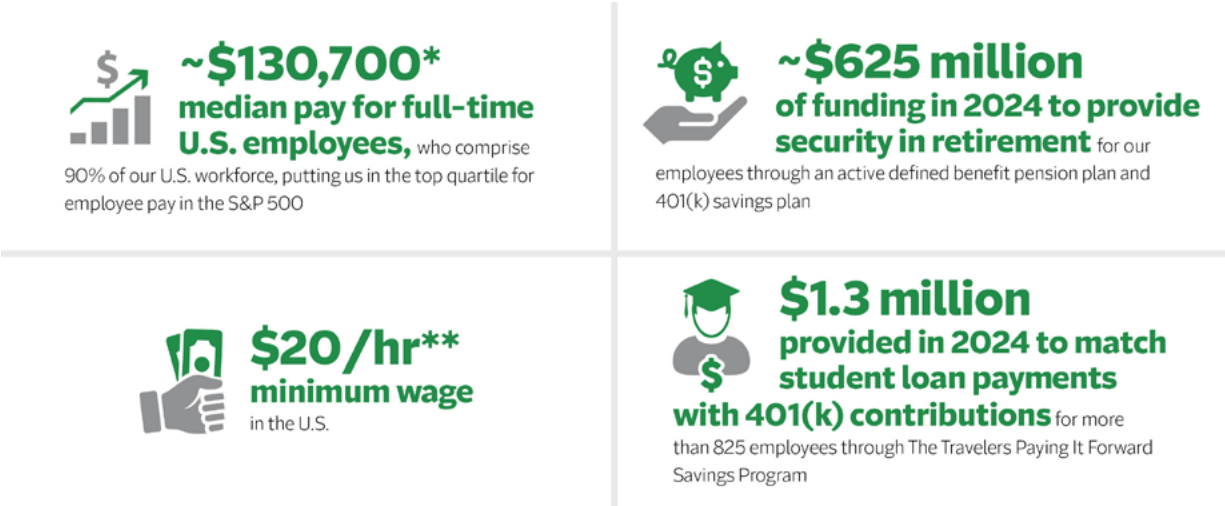 ~$130,700*
median pay for full-time
U.S. employees, who comprise
90% of our U.S. workforce, putting us in the top quartile for
employee pay in the S&P 500
~$625 million
of funding in 2024 to provide
security in retirement for our
employees through an active defined benefit pension plan and
401(k) savings plan
$20/hr**
minimum wage
in the U.S.
$1.3 million
provided in 2024 to match
student loan payments
with 401(k) contributions for more
than 825 employees through The Travelers Paying It Forward
Savings Program